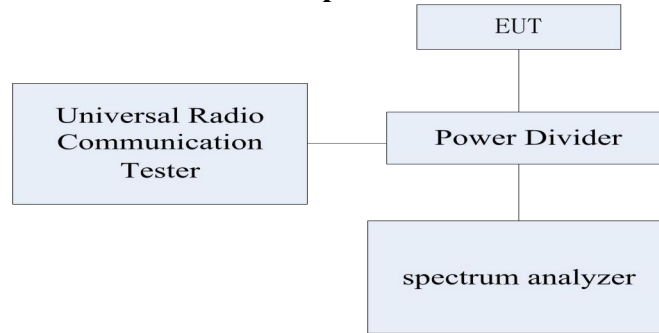 EUT
Universal Radio
Communication
Tester
Power Divider
spectrum analyzer